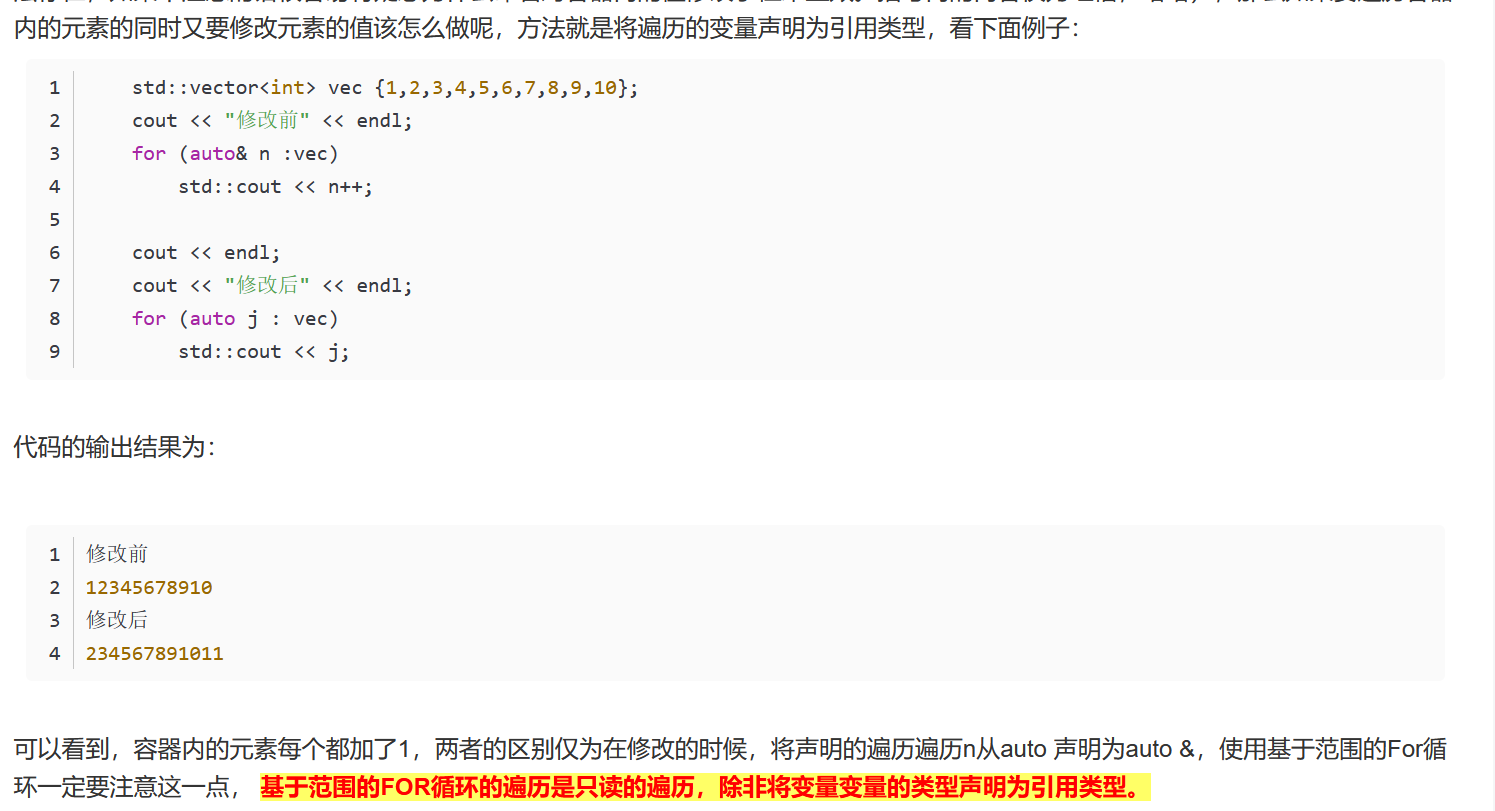 内的元素的同时又要修改元素的值该怎么做呢，方法就是将遍历的变量声明为引用类型，看下面例子：
1 std::vector<int> vec {1,2,3,4,5,6,7,8,9,10};
2 cout << "修改前" << endl;
3 for (auto& n :vec)
4 std::cout << n++;
5
6 cout << endl;
7 cout << "修改后" << endl;
8 for (auto j : vec)
9 std::cout << j;
代码的输出结果为：
1 修改前
2 12345678910
3 修改后
4 234567891011
可以看到，容器内的元素每个都加了1，两者的区别仅为在修改的时候，将声明的遍历遍历n从auto 声明为auto &，使用基于范围的For循
环一定要注意这一点， 基于范围的FOR循环的遍历是只读的遍历，除非将变量变量的类型声明为引用类型。